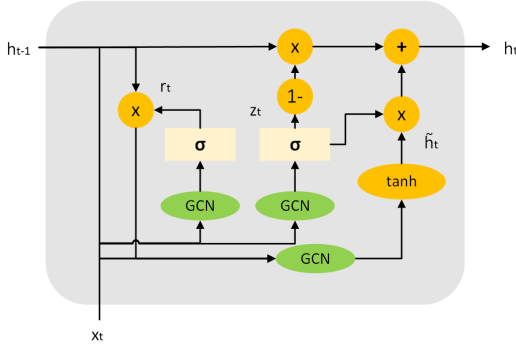 hₜ₋₁
x
+
hₜ
rₜ
zₜ
1-
x
x
h̃ₜ
σ
σ
tanh
GCN
GCN
GCN
xₜ